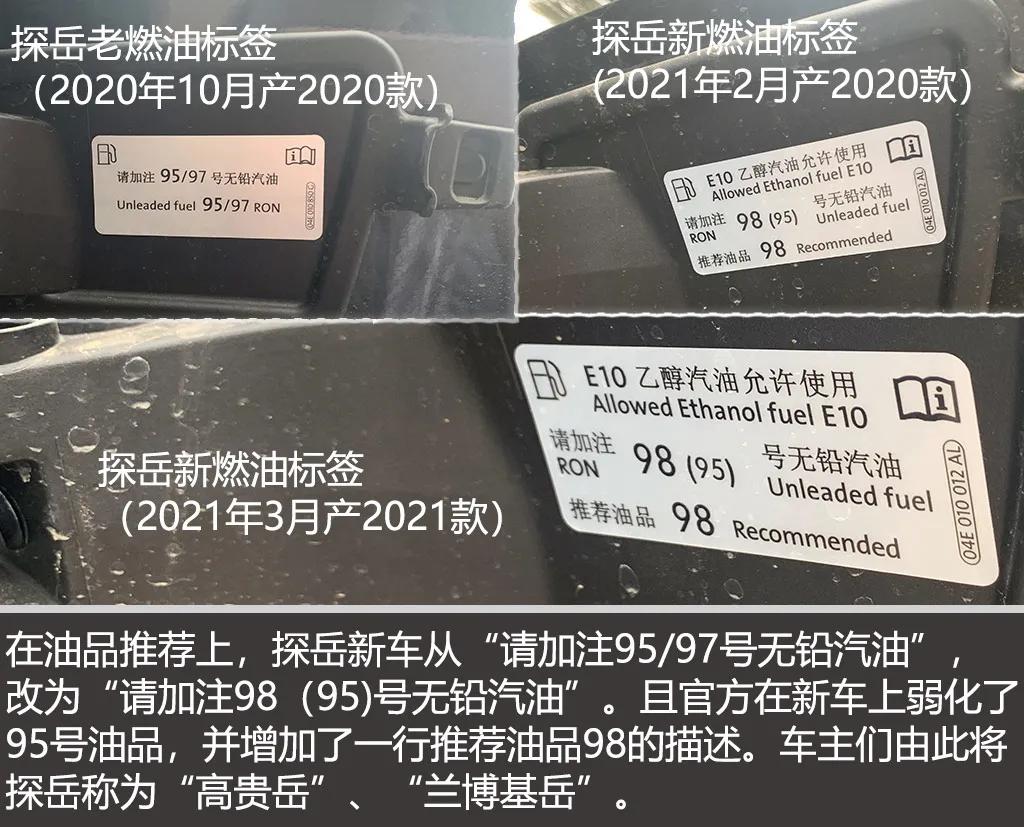 探岳老燃油标签
（2020年10月产2020款）
请加注 95/97 号无铅汽油
Unleaded fuel 95/97 RON
04E 010 850 C
探岳新燃油标签
(2021年2月产2020款）
E10 乙醇汽油允许使用
Allowed Ethanol fuel E10
请加注 98 (95) 号无铅汽油
RON Unleaded fuel
推荐油品 98 Recommended
04E 010 012 AL
探岳新燃油标签
（2021年3月产2021款）
E10 乙醇汽油允许使用
Allowed Ethanol fuel E10
请加注 98 (95) 号无铅汽油
RON Unleaded fuel
推荐油品 98 Recommended
04E 010 012 AL
在油品推荐上，探岳新车从“请加注95/97号无铅汽油”，
改为“请加注98（95)号无铅汽油”。且官方在新车上弱化了
95号油品，并增加了一行推荐油品98的描述。车主们由此将
探岳称为“高贵岳”、“兰博基岳”。